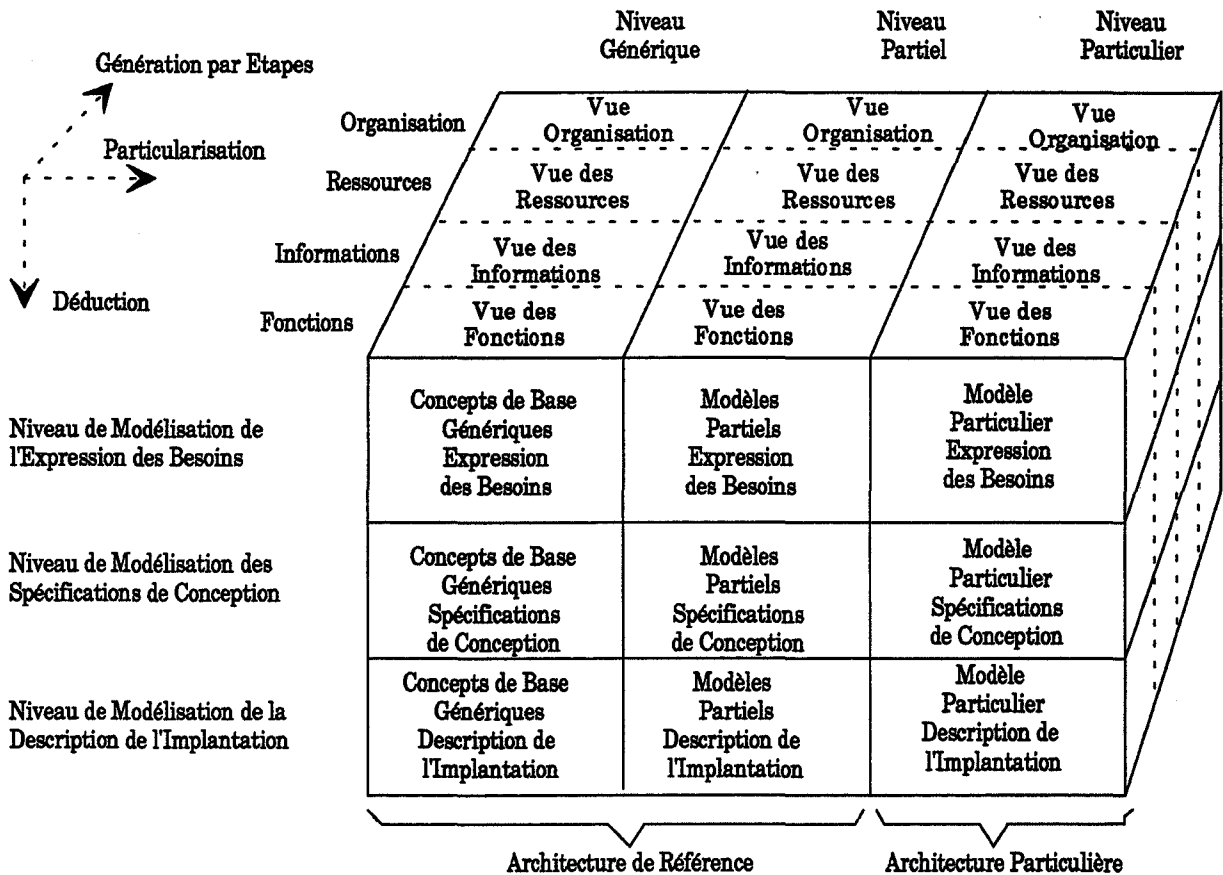 Niveau
Générique
Niveau
Partiel
Niveau
Particulier
Génération par Etapes
Particularisation
Déduction
Organisation
Vue
Organisation
Vue
Organisation
Vue
Organisation
Ressources
Vue des
Ressources
Vue des
Ressources
Vue des
Ressources
Informations
Vue des
Informations
Vue des
Informations
Vue des
Informations
Fonctions
Vue des
Fonctions
Vue des
Fonctions
Vue des
Fonctions
Niveau de Modélisation de
l'Expression des Besoins
Concepts de Base
Génériques
Expression
des Besoins
Modèles
Partiels
Expression
des Besoins
Modèle
Particulier
Expression
des Besoins
Niveau de Modélisation des
Spécifications de Conception
Concepts de Base
Génériques
Spécifications
de Conception
Modèles
Partiels
Spécifications
de Conception
Modèle
Particulier
Spécifications
de Conception
Niveau de Modélisation de la
Description de l'Implantation
Concepts de Base
Génériques
Description de
l'Implantation
Modèles
Partiels
Description de
l'Implantation
Modèle
Particulier
Description de
l'Implantation
Architecture de Référence
Architecture Particulière